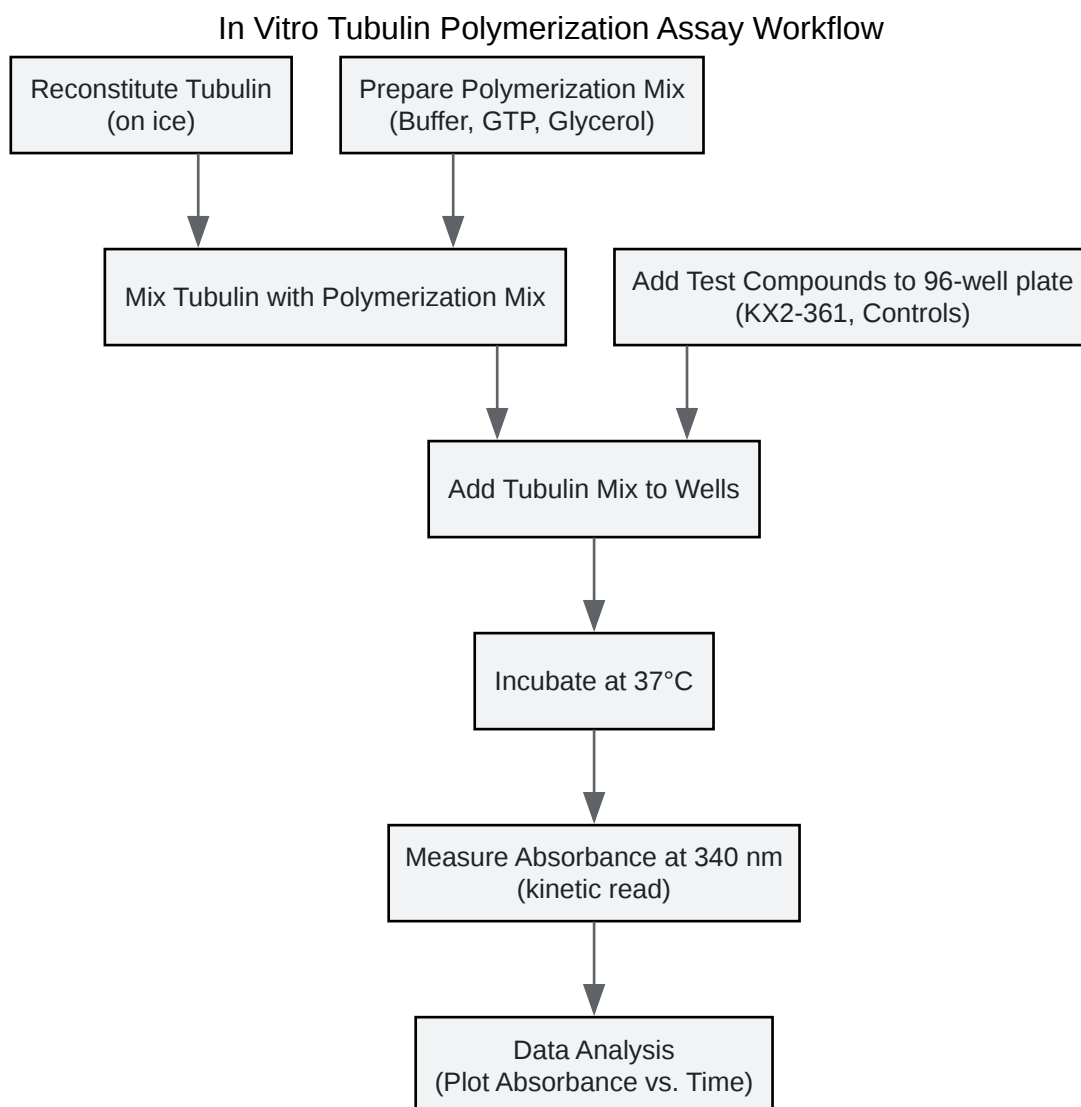 In Vitro Tubulin Polymerization Assay Workflow
Reconstitute Tubulin
(on ice)
Prepare Polymerization Mix
(Buffer, GTP, Glycerol)
Mix Tubulin with Polymerization Mix
Add Test Compounds to 96-well plate
(KX2-361, Controls)
Add Tubulin Mix to Wells
Incubate at 37°C
Measure Absorbance at 340 nm
(kinetic read)
Data Analysis
(Plot Absorbance vs. Time)